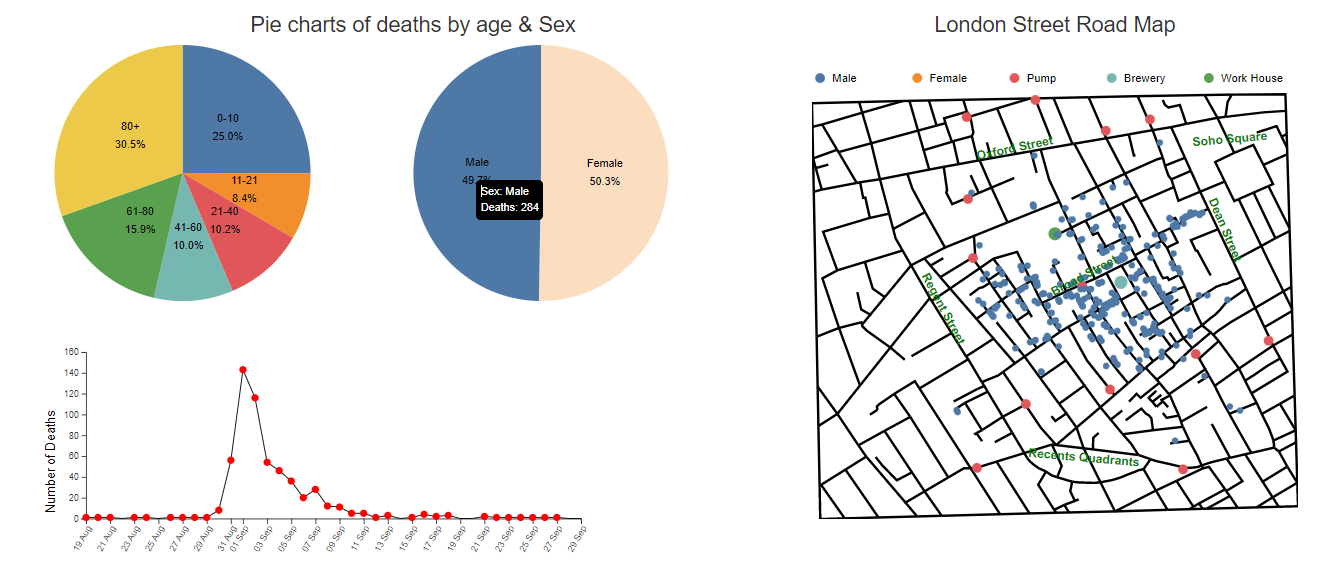 Pie charts of deaths by age & Sex
0-10
25.0%
11-21
8.4%
21-40
10.2%
41-60
10.0%
61-80
15.9%
80+
30.5%
Male
49.7%
Sex: Male
Deaths: 284
Female
50.3%
London Street Road Map
Male
Female
Pump
Brewery
Work House
Oxford Street
Soho Square
Dean Street
Broad Street
Regent Street
Recents Quadrants
Number of Deaths
160
140
120
100
80
60
40
20
0
19 Aug
21 Aug
23 Aug
25 Aug
27 Aug
29 Aug
31 Aug
01 Sep
03 Sep
05 Sep
07 Sep
09 Sep
11 Sep
13 Sep
15 Sep
17 Sep
19 Sep
21 Sep
23 Sep
25 Sep
27 Sep
29 Sep